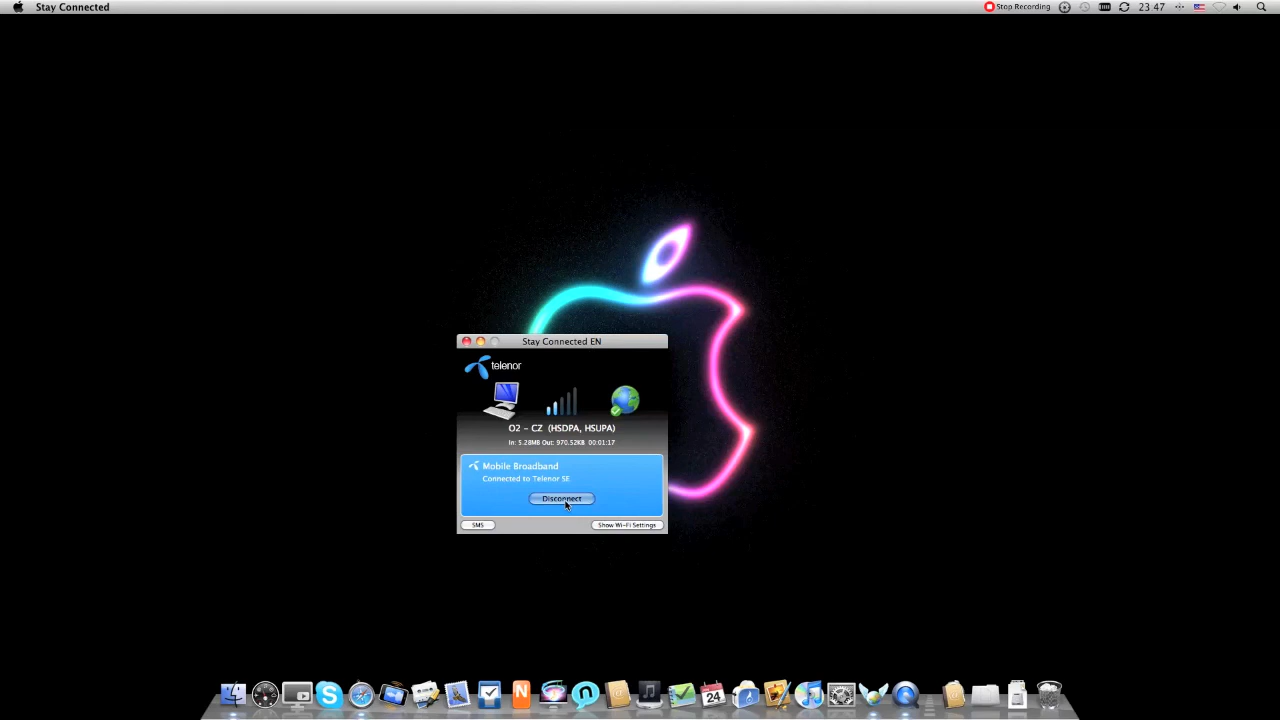 Stay Connected
Stop Recording
23 47
Stay Connected EN
telenor
O2 - CZ (HSDPA, HSUPA)
In: 5.28MB Out: 970.52KB 00:01:17
Mobile Broadband
Connected to Telenor SE
Disconnect
SMS
Show Wi-Fi Settings
24